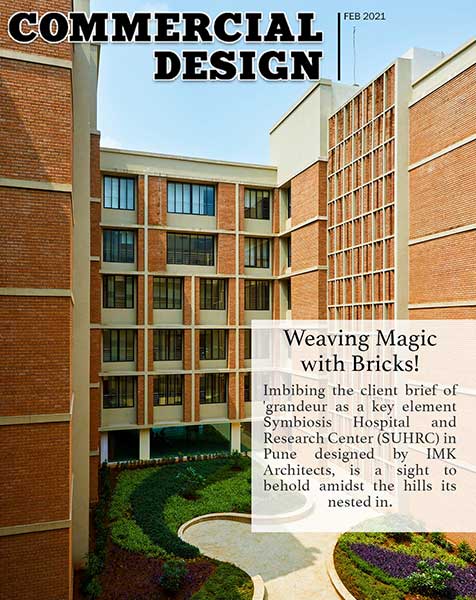 COMMERCIAL
DESIGN
FEB 2021
Weaving Magic
with Bricks!
Imbibing the client brief of
'grandeur as a key element
Symbiosis Hospital and
Research Center (SUHRC) in
Pune designed by IMK
Architects, is a sight to
behold amidst the hills its
nested in.